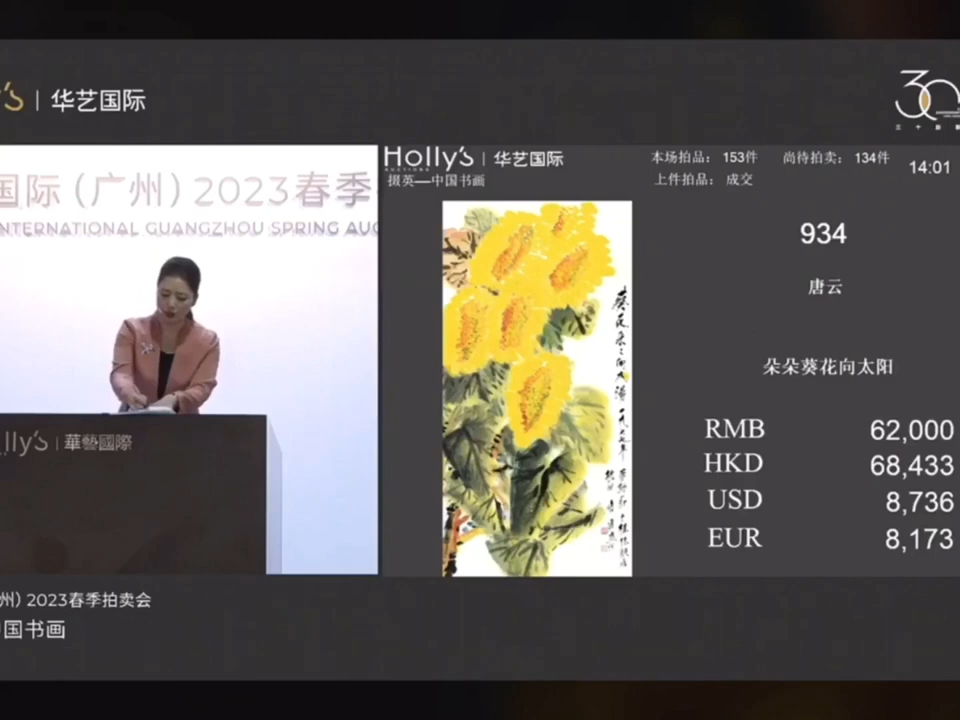 's | 华艺国际
30
国际（广州）2023春季
INTERNATIONAL GUANGZHOU SPRING AUC
lly's | 華藝國際
州）2023春季拍卖会
国书画
Holly's | 华艺国际
AUCTIONS
撷英—中国书画
本场拍品： 153件 尚待拍卖： 134件
上件拍品： 成交
14:01
934
唐云
朵朵葵花向太阳
RMB 62,000
HKD 68,433
USD 8,736
EUR 8,173